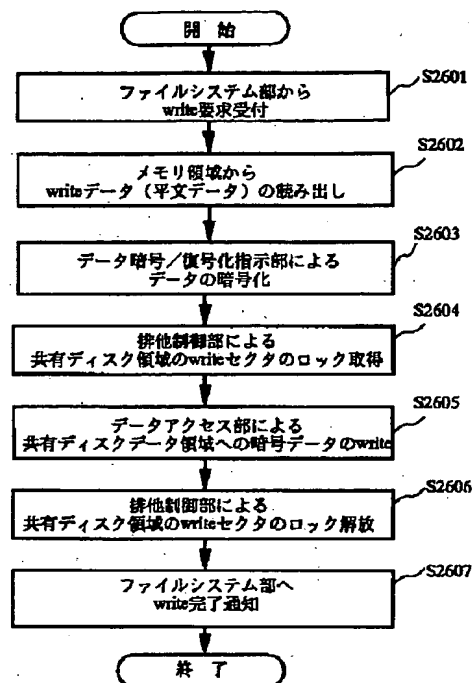 開 始
S2601
ファイルシステム部から
write要求受付
S2602
メモリ領域から
writeデータ（平文データ）の読み出し
S2603
データ暗号／復号化指示部による
データの暗号化
S2604
排他制御部による
共有ディスク領域のwriteセクタのロック取得
S2605
データアクセス部による
共有ディスクデータ領域への暗号データのwrite
S2606
排他制御部による
共有ディスク領域のwriteセクタのロック解放
S2607
ファイルシステム部へ
write完了通知
終 了